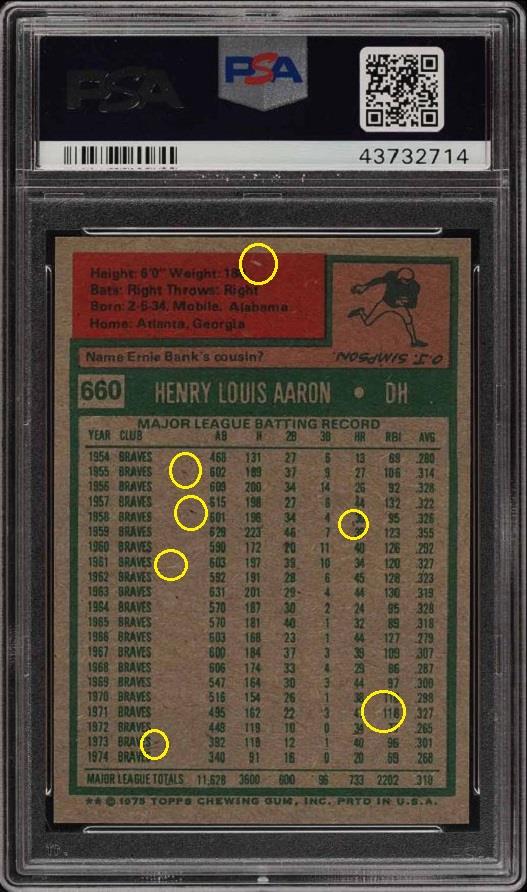 PSA
PSA
43732714
Height: 6'0" Weight:
Bats: Right Throws: Right
Born: 2-5-34, Mobile, Alabama
Home: Atlanta, Georgia
Name Ernie Bank's cousin?
O. J. SIMPSON
660 HENRY LOUIS AARON • DH
MAJOR LEAGUE BATTING RECORD
YEAR CLUB AB H 2B 3B HR RBI AVG
1954 BRAVES 468 131 27 6 13 69 .280
1955 BRAVES 602 189 37 9 27 106 .314
1956 BRAVES 609 200 34 14 26 92 .328
1957 BRAVES 615 198 27 6 44 132 .322
1958 BRAVES 601 196 34 4 95 .326
1959 BRAVES 629 223 46 7 123 .355
1960 BRAVES 590 172 20 11 40 126 .292
1961 BRAVES 603 197 39 10 34 120 .327
1962 BRAVES 592 191 28 6 45 128 .323
1963 BRAVES 631 201 29 4 44 130 .319
1964 BRAVES 570 187 30 2 24 95 .328
1965 BRAVES 570 181 40 1 32 89 .318
1966 BRAVES 603 168 23 1 44 127 .279
1967 BRAVES 600 184 37 3 39 109 .307
1968 BRAVES 606 174 33 4 29 86 .287
1969 BRAVES 547 164 30 3 44 97 .300
1970 BRAVES 516 154 26 1 38 .298
1971 BRAVES 495 162 22 3 118 .327
1972 BRAVES 449 119 10 0 34 .265
1973 BRAVES 392 118 12 1 40 96 .301
1974 BRAVES 340 91 16 0 20 69 .268
MAJOR LEAGUE TOTALS 11,628 3600 600 96 733 2202 .310
** © 1975 TOPPS CHEWING GUM, INC. PRTD IN U.S.A.